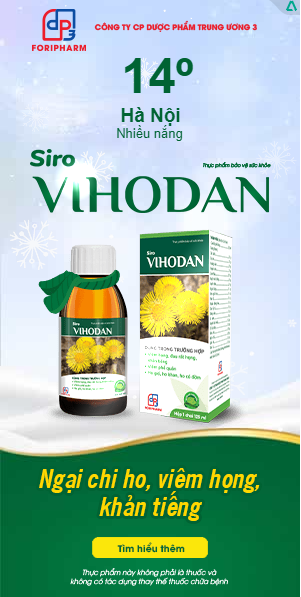 dp3
FORIPHARM
CÔNG TY CP DƯỢC PHẨM TRUNG ƯƠNG 3
14º
Hà Nội
Nhiều nắng
Siro
Thực phẩm bảo vệ sức khỏe
VIHODAN
Siro
VIHODAN
Siro
VIHODAN
DÙNG TRONG TRƯỜNG HỢP
FORIPHARM
Hộp 1 chai 125 ml
Ngại chi ho, viêm họng,
khản tiếng
Tìm hiểu thêm
Thực phẩm này không phải là thuốc và
không có tác dụng thay thế thuốc chữa bệnh